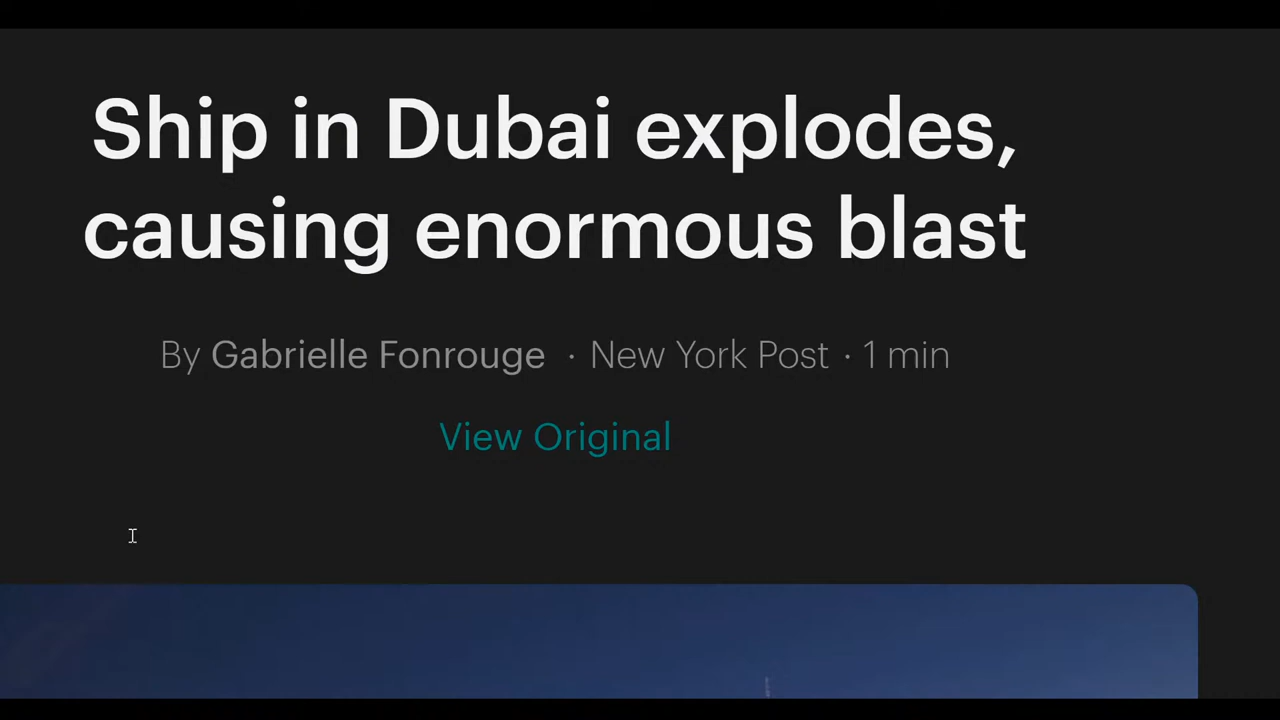 Ship in Dubai explodes,
causing enormous blast
By Gabrielle Fonrouge · New York Post · 1 min
View Original